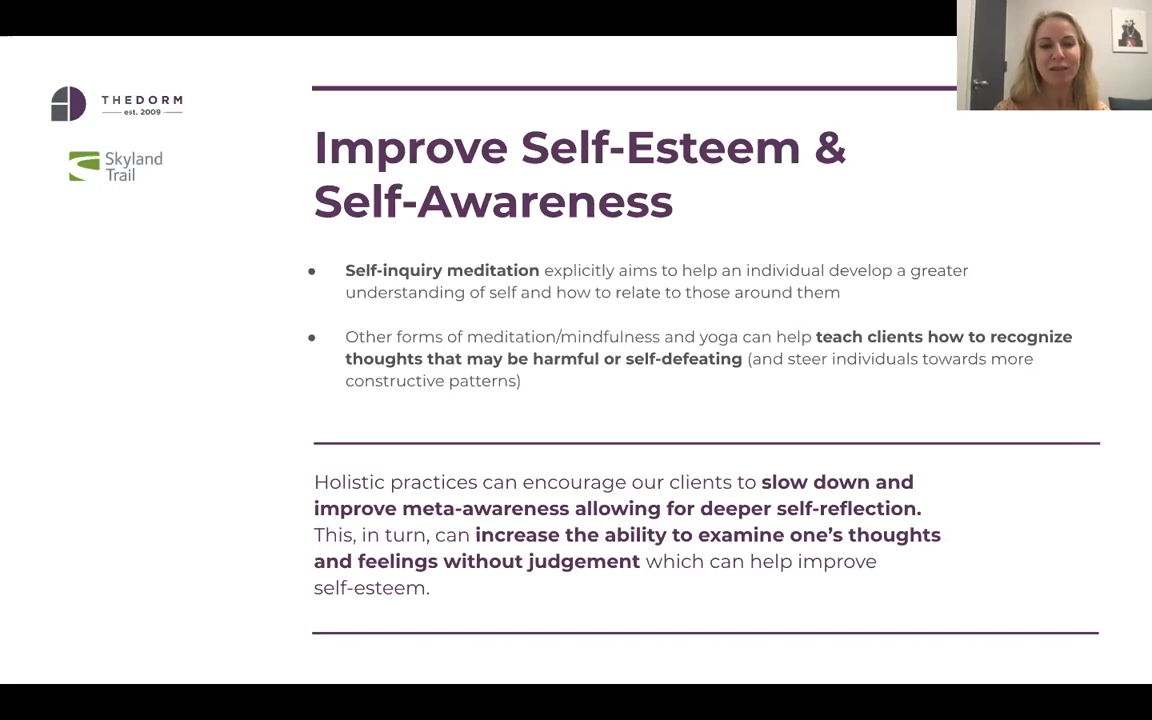 THEDORM
est. 2009
Skyland
Trail
Improve Self-Esteem &
Self-Awareness
● Self-inquiry meditation explicitly aims to help an individual develop a greater
understanding of self and how to relate to those around them
● Other forms of meditation/mindfulness and yoga can help teach clients how to recognize
thoughts that may be harmful or self-defeating (and steer individuals towards more
constructive patterns)
Holistic practices can encourage our clients to slow down and
improve meta-awareness allowing for deeper self-reflection.
This, in turn, can increase the ability to examine one’s thoughts
and feelings without judgement which can help improve
self-esteem.